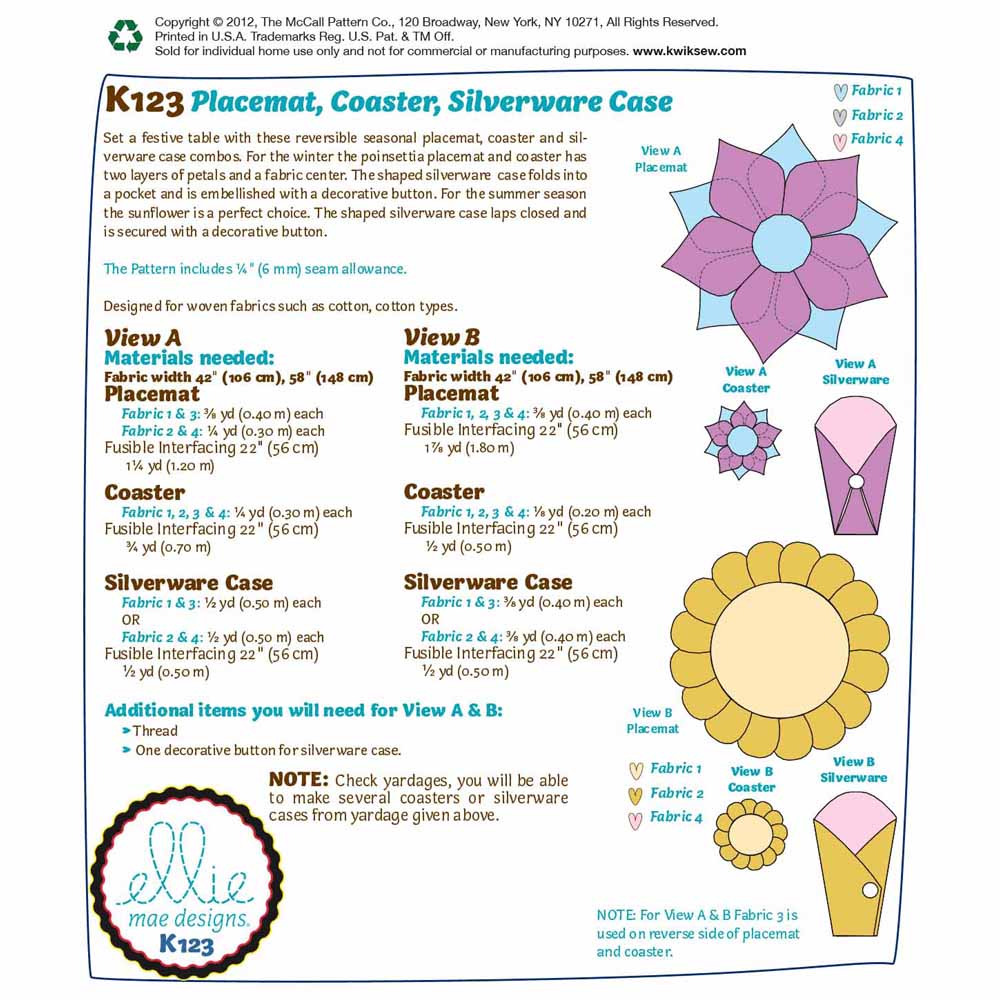 Copyright © 2012, The McCall Pattern Co., 120 Broadway, New York, NY 10271, All Rights Reserved.
Printed in U.S.A. Trademarks Reg. U.S. Pat. & TM Off.
Sold for individual home use only and not for commercial or manufacturing purposes. www.kwiksew.com
K123 Placemat, Coaster, Silverware Case
Set a festive table with these reversible seasonal placemat, coaster and sil-
verware case combos. For the winter the poinsettia placemat and coaster has
two layers of petals and a fabric center. The shaped silverware case folds into
a pocket and is embellished with a decorative button. For the summer season
the sunflower is a perfect choice. The shaped silverware case laps closed and
is secured with a decorative button.
The Pattern includes ¼" (6 mm) seam allowance.
Designed for woven fabrics such as cotton, cotton types.
View A
Materials needed:
Fabric width 42" (106 cm), 58" (148 cm)
Placemat
Fabric 1 & 3: ⅜ yd (0.40 m) each
Fabric 2 & 4: ¼ yd (0.30 m) each
Fusible Interfacing 22" (56 cm)
1¼ yd (1.20 m)
Coaster
Fabric 1, 2, 3 & 4: ¼ yd (0.30 m) each
Fusible Interfacing 22" (56 cm)
¾ yd (0.70 m)
Silverware Case
Fabric 1 & 3: ½ yd (0.50 m) each
OR
Fabric 2 & 4: ½ yd (0.50 m) each
Fusible Interfacing 22" (56 cm)
½ yd (0.50 m)
View B
Materials needed:
Fabric width 42" (106 cm), 58" (148 cm)
Placemat
Fabric 1, 2, 3 & 4: ⅜ yd (0.40 m) each
Fusible Interfacing 22" (56 cm)
1⅞ yd (1.80 m)
Coaster
Fabric 1, 2, 3 & 4: ⅛ yd (0.20 m) each
Fusible Interfacing 22" (56 cm)
½ yd (0.50 m)
Silverware Case
Fabric 1 & 3: ⅜ yd (0.40 m) each
OR
Fabric 2 & 4: ⅜ yd (0.40 m) each
Fusible Interfacing 22" (56 cm)
½ yd (0.50 m)
Additional items you will need for View A & B:
➢ Thread
➢ One decorative button for silverware case.
NOTE: Check yardages, you will be able
to make several coasters or silverware
cases from yardage given above.
ellie
mae designs®
K123
Fabric 1
Fabric 2
Fabric 4
View A
Placemat
View A
Coaster
View A
Silverware
View B
Placemat
Fabric 1
Fabric 2
Fabric 4
View B
Coaster
View B
Silverware
NOTE: For View A & B Fabric 3 is
used on reverse side of placemat
and coaster.